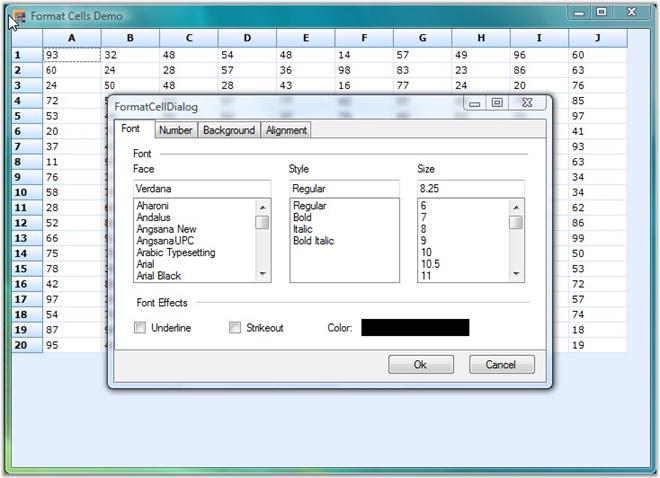 Format Cells Demo
A B C D E F G H I J
1 93 32 48 54 48 14 57 49 96 60
2 60 24 28 57 36 98 83 23 86 63
3 24 50 48 28 43 16 77 24 20 76
4 72 85
5 53 97
6 20 41
7 37 93
8 11 63
9 76 34
10 58 71
11 28 62
12 52 86
13 66 99
14 75 50
15 78 53
16 42 72
17 97 57
18 54 74
19 87 18
20 95 19
FormatCellDialog
Font Number Background Alignment
Font
Face Style Size
Verdana Regular 8.25
Aharoni Regular 6
Andalus Bold 7
Angsana New Italic 8
AngsanaUPC Bold Italic 9
Arabic Typesetting 10
Arial 10.5
Arial Black 11
Font Effects
Underline Strikeout Color:
Ok Cancel